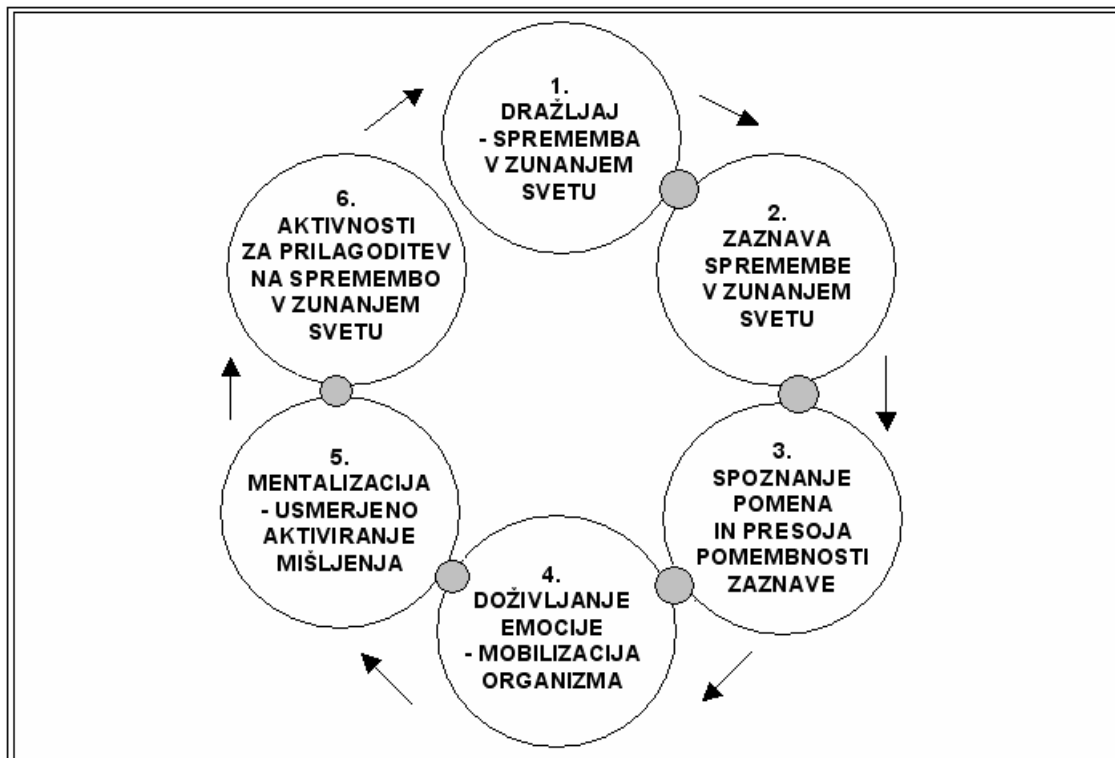 1.
DRAŽLJAJ
- SPREMEMBA
V ZUNANJEM
SVETU
2.
ZAZNAVA
SPREMEMBE
V ZUNANJEM
SVETU
3.
SPOZNANJE
POMENA
IN PRESOJA
POMEMBNOSTI
ZAZNAVE
4.
DOŽIVLJANJE
EMOCIJE
- MOBILIZACIJA
ORGANIZMA
5.
MENTALIZACIJA
- USMERJENO
AKTIVIRANJE
MIŠLJENJA
6.
AKTIVNOSTI
ZA PRILAGODITEV
NA SPREMEMBO
V ZUNANJEM
SVETU